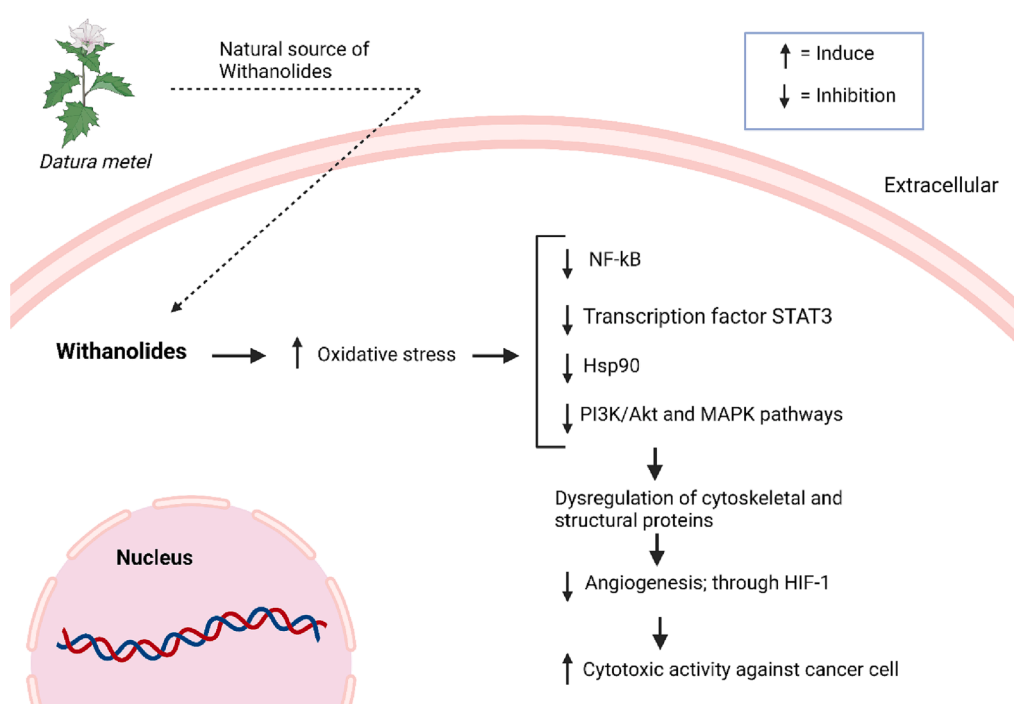 Natural source of
Withanolides
Datura metel
↑ = Induce
↓ = Inhibition
Extracellular
Withanolides
↑ Oxidative stress
↓ NF-kB
↓ Transcription factor STAT3
↓ Hsp90
↓ PI3K/Akt and MAPK pathways
Dysregulation of cytoskeletal and
structural proteins
↓ Angiogenesis; through HIF-1
↑ Cytotoxic activity against cancer cell
Nucleus